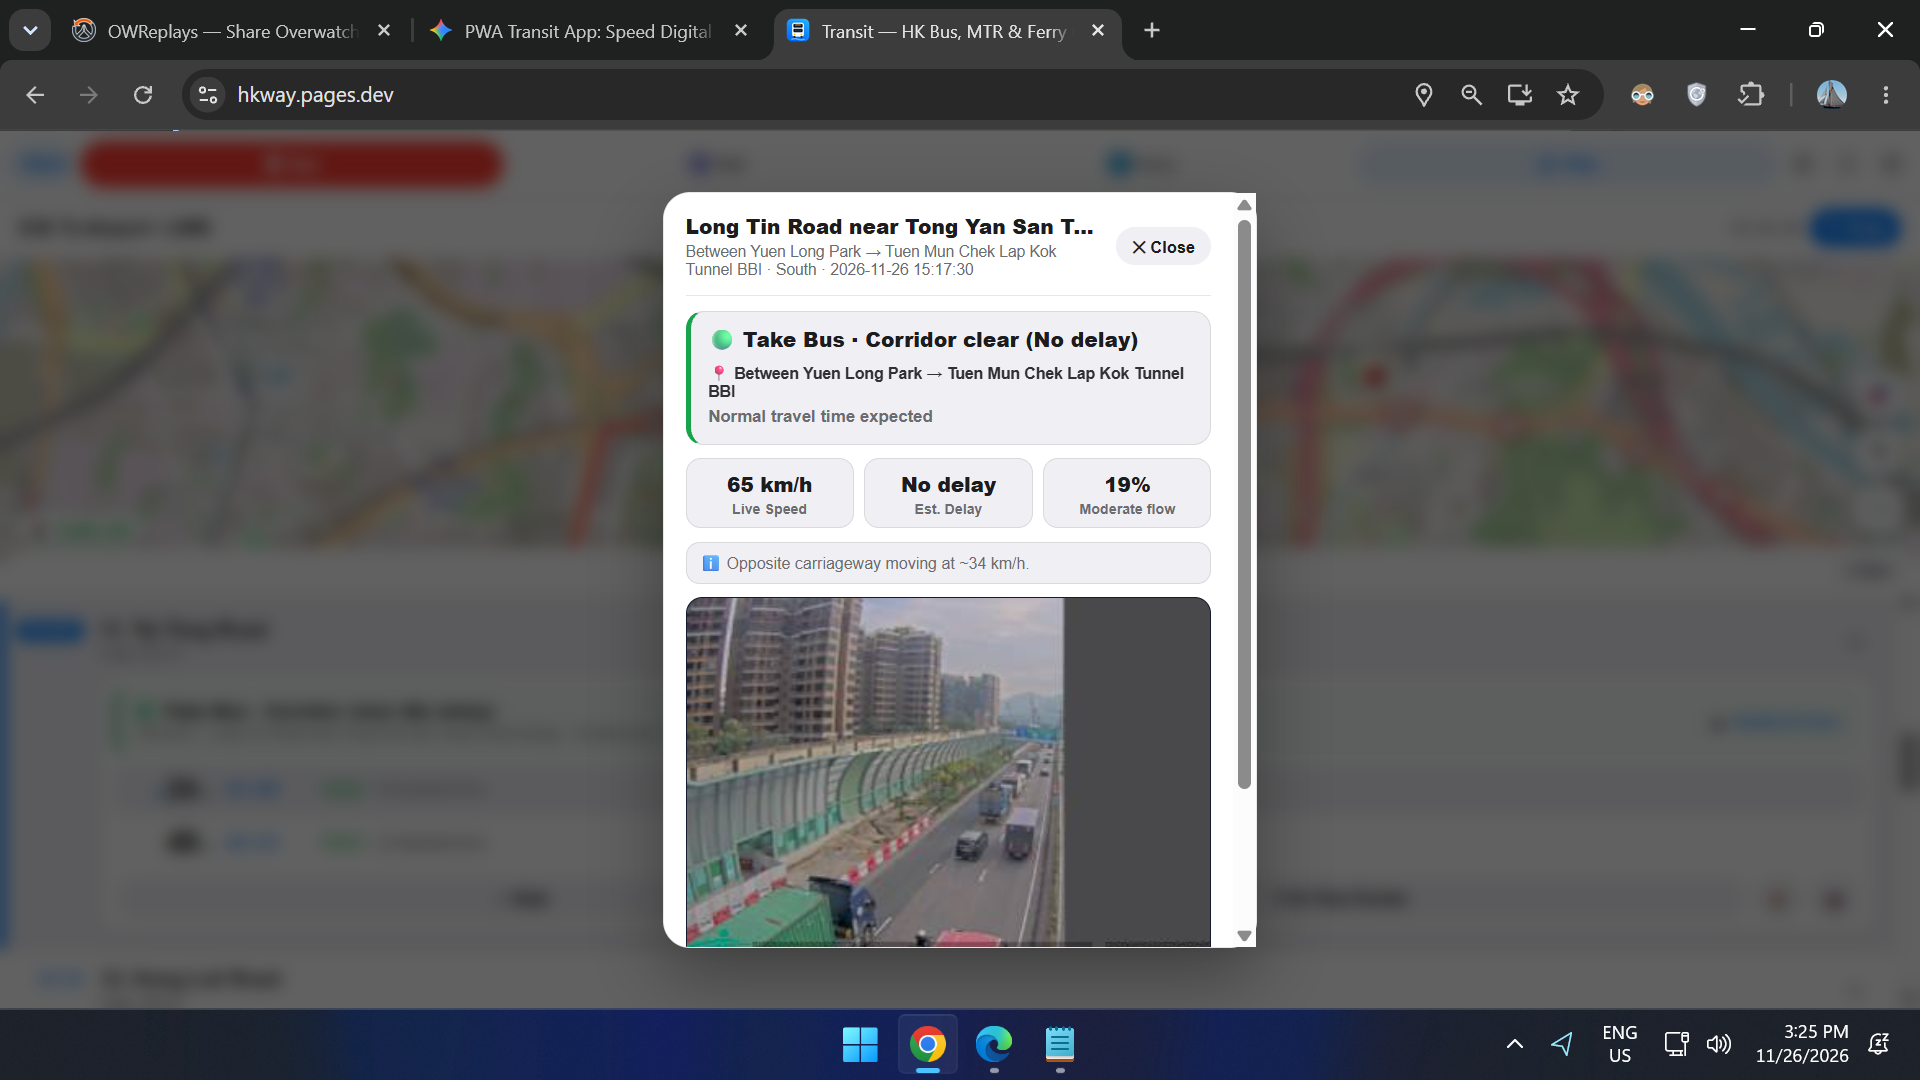 OWReplays — Share Overwatch
PWA Transit App: Speed Digital
Transit — HK Bus, MTR & Ferry
hkway.pages.dev
Long Tin Road near Tong Yan San T...
Between Yuen Long Park → Tuen Mun Chek Lap Kok
Tunnel BBI · South · 2026-11-26 15:17:30
Close
Take Bus · Corridor clear (No delay)
Between Yuen Long Park → Tuen Mun Chek Lap Kok Tunnel
BBI
Normal travel time expected
65 km/h
Live Speed
No delay
Est. Delay
19%
Moderate flow
Opposite carriageway moving at ~34 km/h.
ENG
US
3:25 PM
11/26/2026